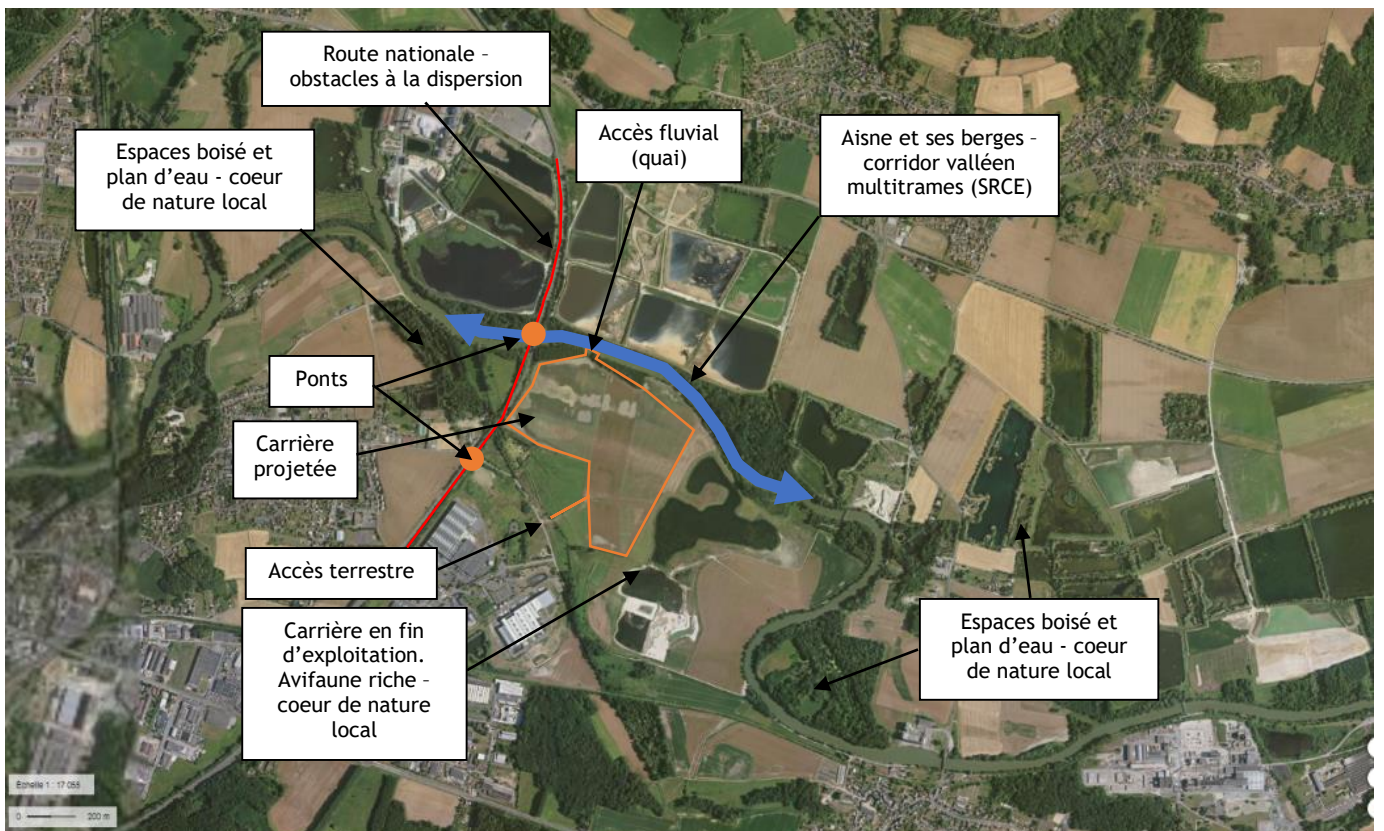 Route nationale -
obstacles à la dispersion
Espaces boisé et
plan d'eau - coeur
de nature local
Accès fluvial
(quai)
Aisne et ses berges -
corridor valléen
multitrames (SRCE)
Ponts
Carrière
projetée
Accès terrestre
Carrière en fin
d'exploitation.
Avifaune riche -
coeur de nature
local
Espaces boisé et
plan d'eau - coeur
de nature local
Echelle 1 : 17 055
0 200 m